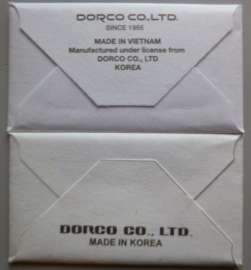 DORCO CO.LTD.
SINCE 1955
MADE IN VIETNAM
Manufactured under license from
DORCO CO., LTD
KOREA
DORCO CO., LTD.
MADE IN KOREA